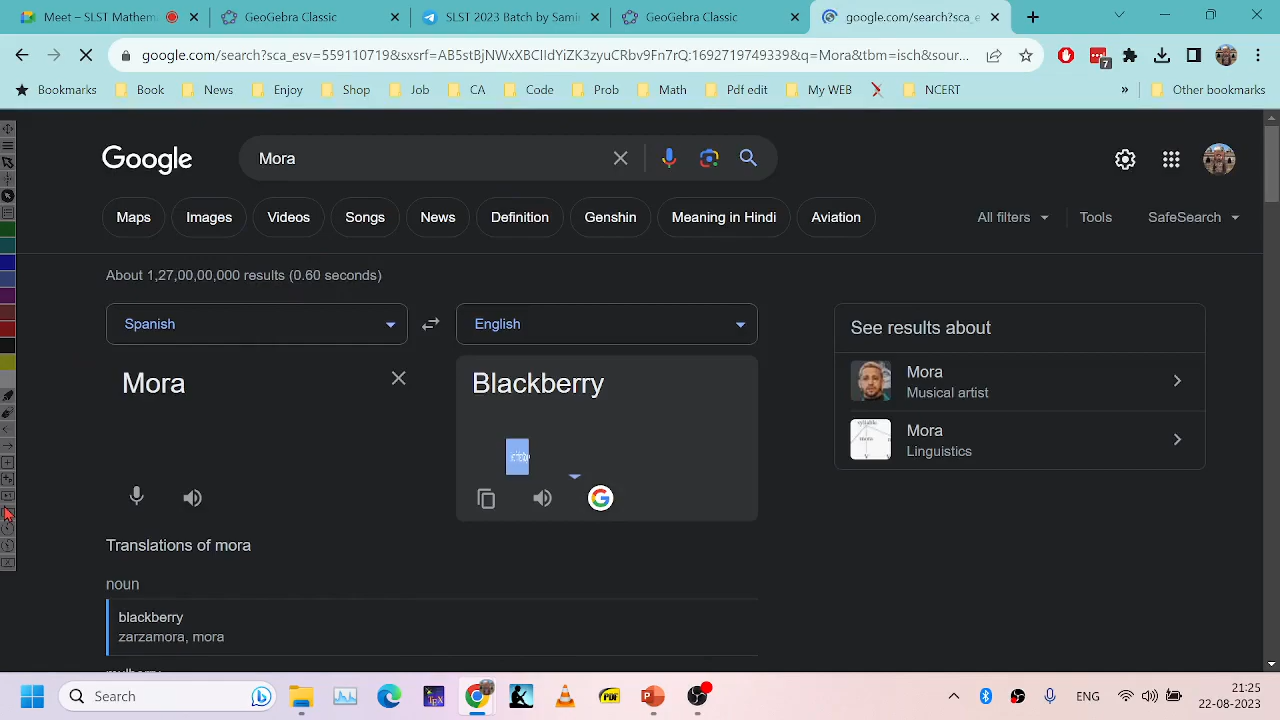 Meet – SLST Mathem
GeoGebra Classic
SLST 2023 Batch by Samir
GeoGebra Classic
google.com/search?sca_e
google.com/search?sca_esv=559110719&sxsrf=AB5stBjNWxXBClIdYiZK3zyuCRbv9Fn7rQ:1692719749339&q=Mora&tbm=isch&sour...
7
Bookmarks
Book
News
Enjoy
Shop
Job
CA
Code
Prob
Math
Pdf edit
My WEB
NCERT
»
Other bookmarks
Google
Mora
Maps
Images
Videos
Songs
News
Definition
Genshin
Meaning in Hindi
Aviation
All filters
Tools
SafeSearch
About 1,27,00,00,000 results (0.60 seconds)
Spanish
English
See results about
Mora
Blackberry
Mora
Musical artist
Mora
Linguistics
Translations of mora
noun
blackberry
zarzamora, mora
Search
PDF
ENG
21:25
22-08-2023